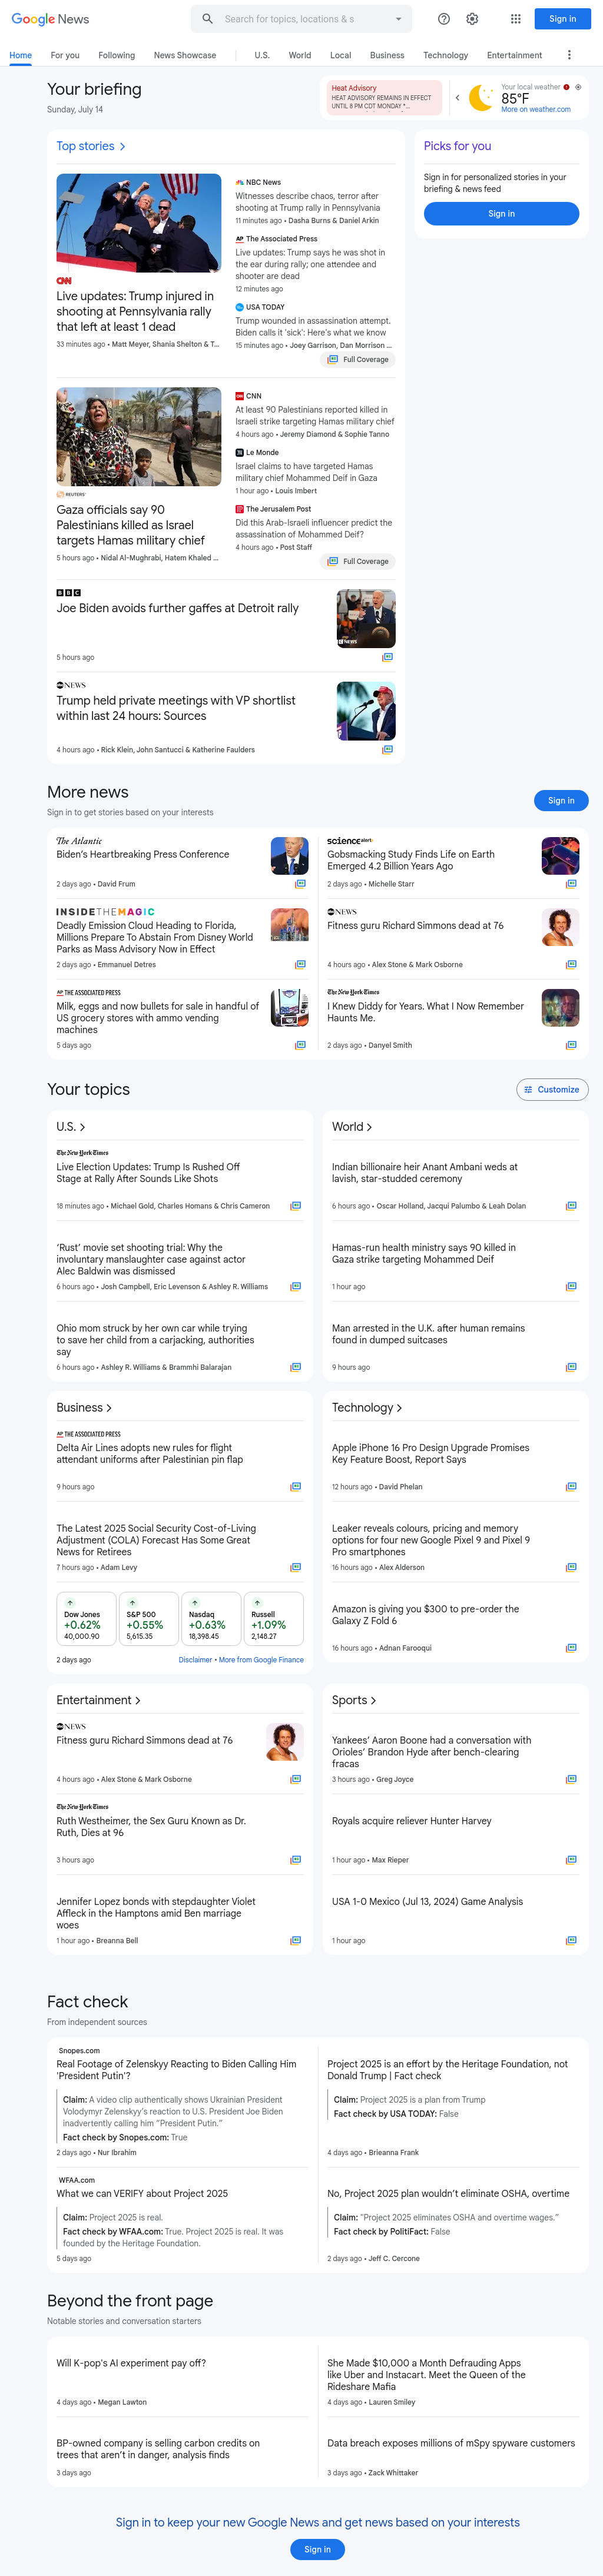 Google News
Search for topics, locations & s
Sign in
Home For you Following News Showcase U.S. World Local Business Technology Entertainment
Your briefing
Sunday, July 14
Heat Advisory
HEAT ADVISORY REMAINS IN EFFECT
UNTIL 8 PM CDT MONDAY *...
Your local weather
85°F
More on weather.com
Top stories
CNN
Live updates: Trump injured in
shooting at Pennsylvania rally
that left at least 1 dead
33 minutes ago • Matt Meyer, Shania Shelton & T...
NBC News
Witnesses describe chaos, terror after
shooting at Trump rally in Pennsylvania
11 minutes ago • Dasha Burns & Daniel Arkin
AP The Associated Press
Live updates: Trump says he was shot in
the ear during rally; one attendee and
shooter are dead
12 minutes ago
USA TODAY
Trump wounded in assassination attempt.
Biden calls it 'sick': Here's what we know
15 minutes ago • Joey Garrison, Dan Morrison ...
Full Coverage
Picks for you
Sign in for personalized stories in your
briefing & news feed
Sign in
REUTERS
Gaza officials say 90
Palestinians killed as Israel
targets Hamas military chief
5 hours ago • Nidal Al-Mughrabi, Hatem Khaled ...
CNN
At least 90 Palestinians reported killed in
Israeli strike targeting Hamas military chief
4 hours ago • Jeremy Diamond & Sophie Tanno
Le Monde
Israel claims to have targeted Hamas
military chief Mohammed Deif in Gaza
1 hour ago • Louis Imbert
The Jerusalem Post
Did this Arab-Israeli influencer predict the
assassination of Mohammed Deif?
4 hours ago • Post Staff
Full Coverage
BBC
Joe Biden avoids further gaffes at Detroit rally
5 hours ago
BBC NEWS
abc NEWS
Trump held private meetings with VP shortlist
within last 24 hours: Sources
4 hours ago • Rick Klein, John Santucci & Katherine Faulders
More news
Sign in to get stories based on your interests
Sign in
The Atlantic
Biden's Heartbreaking Press Conference
2 days ago • David Frum
sciencealert
Gobsmacking Study Finds Life on Earth
Emerged 4.2 Billion Years Ago
2 days ago • Michelle Starr
INSIDETHEMAGIC
Deadly Emission Cloud Heading to Florida,
Millions Prepare To Abstain From Disney World
Parks as Mass Advisory Now in Effect
2 days ago • Emmanuel Detres
abc NEWS
Fitness guru Richard Simmons dead at 76
4 hours ago • Alex Stone & Mark Osborne
AP THE ASSOCIATED PRESS
Milk, eggs and now bullets for sale in handful of
US grocery stores with ammo vending
machines
5 days ago
The New York Times
I Knew Diddy for Years. What I Now Remember
Haunts Me.
2 days ago • Danyel Smith
Your topics
Customize
U.S.
The New York Times
Live Election Updates: Trump Is Rushed Off
Stage at Rally After Sounds Like Shots
18 minutes ago • Michael Gold, Charles Homans & Chris Cameron
'Rust' movie set shooting trial: Why the
involuntary manslaughter case against actor
Alec Baldwin was dismissed
6 hours ago • Josh Campbell, Eric Levenson & Ashley R. Williams
Ohio mom struck by her own car while trying
to save her child from a carjacking, authorities
say
6 hours ago • Ashley R. Williams & Brammhi Balarajan
World
Indian billionaire heir Anant Ambani weds at
lavish, star-studded ceremony
6 hours ago • Oscar Holland, Jacqui Palumbo & Leah Dolan
Hamas-run health ministry says 90 killed in
Gaza strike targeting Mohammed Deif
1 hour ago
Man arrested in the U.K. after human remains
found in dumped suitcases
9 hours ago
Business
AP THE ASSOCIATED PRESS
Delta Air Lines adopts new rules for flight
attendant uniforms after Palestinian pin flap
9 hours ago
The Latest 2025 Social Security Cost-of-Living
Adjustment (COLA) Forecast Has Some Great
News for Retirees
7 hours ago • Adam Levy
Dow Jones
+0.62%
40,000.90
S&P 500
+0.55%
5,615.35
Nasdaq
+0.63%
18,398.45
Russell
+1.09%
2,148.27
2 days ago
Disclaimer • More from Google Finance
Technology
Apple iPhone 16 Pro Design Upgrade Promises
Key Feature Boost, Report Says
12 hours ago • David Phelan
Leaker reveals colours, pricing and memory
options for four new Google Pixel 9 and Pixel 9
Pro smartphones
16 hours ago • Alex Alderson
Amazon is giving you $300 to pre-order the
Galaxy Z Fold 6
16 hours ago • Adnan Farooqui
Entertainment
abc NEWS
Fitness guru Richard Simmons dead at 76
4 hours ago • Alex Stone & Mark Osborne
The New York Times
Ruth Westheimer, the Sex Guru Known as Dr.
Ruth, Dies at 96
3 hours ago
Jennifer Lopez bonds with stepdaughter Violet
Affleck in the Hamptons amid Ben marriage
woes
1 hour ago • Breanna Bell
Sports
Yankees' Aaron Boone had a conversation with
Orioles' Brandon Hyde after bench-clearing
fracas
3 hours ago • Greg Joyce
Royals acquire reliever Hunter Harvey
1 hour ago • Max Rieper
USA 1-0 Mexico (Jul 13, 2024) Game Analysis
1 hour ago
Fact check
From independent sources
Snopes.com
Real Footage of Zelenskyy Reacting to Biden Calling Him
'President Putin'?
Claim: A video clip authentically shows Ukrainian President
Volodymyr Zelenskyy's reaction to U.S. President Joe Biden
inadvertently calling him "President Putin."
Fact check by Snopes.com: True
2 days ago • Nur Ibrahim
Project 2025 is an effort by the Heritage Foundation, not
Donald Trump | Fact check
Claim: Project 2025 is a plan from Trump
Fact check by USA TODAY: False
4 days ago • Brieanna Frank
WFAA.com
What we can VERIFY about Project 2025
Claim: Project 2025 is real.
Fact check by WFAA.com: True. Project 2025 is real. It was
founded by the Heritage Foundation.
5 days ago
No, Project 2025 plan wouldn't eliminate OSHA, overtime
Claim: "Project 2025 eliminates OSHA and overtime wages."
Fact check by PolitiFact: False
2 days ago • Jeff C. Cercone
Beyond the front page
Notable stories and conversation starters
Will K-pop's AI experiment pay off?
4 days ago • Megan Lawton
She Made $10,000 a Month Defrauding Apps
like Uber and Instacart. Meet the Queen of the
Rideshare Mafia
4 days ago • Lauren Smiley
BP-owned company is selling carbon credits on
trees that aren't in danger, analysis finds
3 days ago
Data breach exposes millions of mSpy spyware customers
3 days ago • Zack Whittaker
Sign in to keep your new Google News and get news based on your interests
Sign in